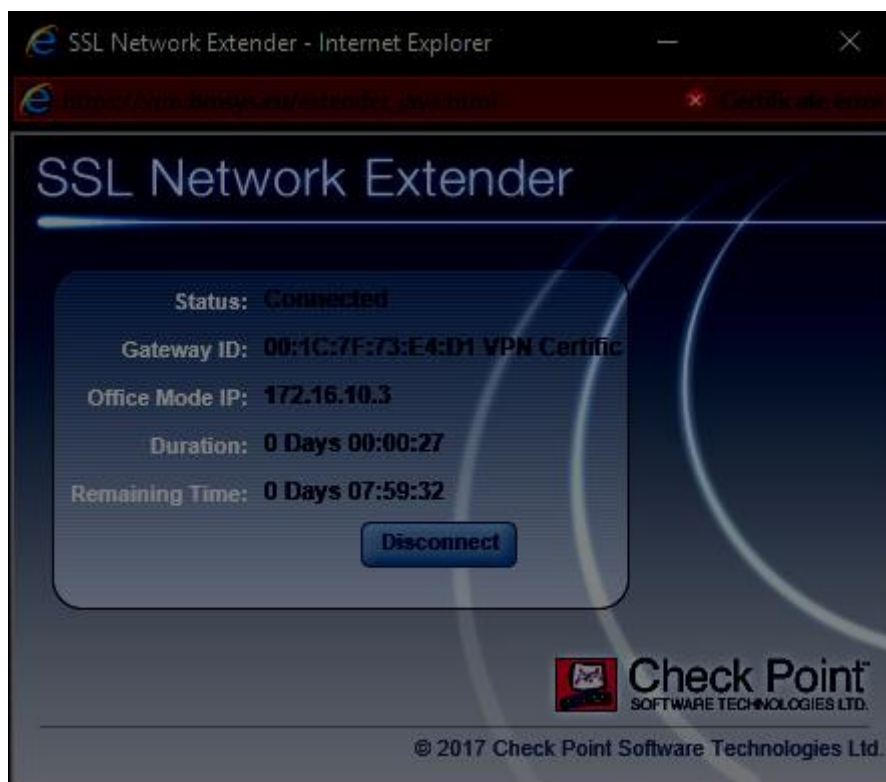 SSL Network Extender - Internet Explorer
Certificate error
SSL Network Extender
Status: Connected
Gateway ID: 00:1C:7F:73:E4:D1 VPN Certific
Office Mode IP: 172.16.10.3
Duration: 0 Days 00:00:27
Remaining Time: 0 Days 07:59:32
Disconnect
Check Point
SOFTWARE TECHNOLOGIES LTD.
© 2017 Check Point Software Technologies Ltd.